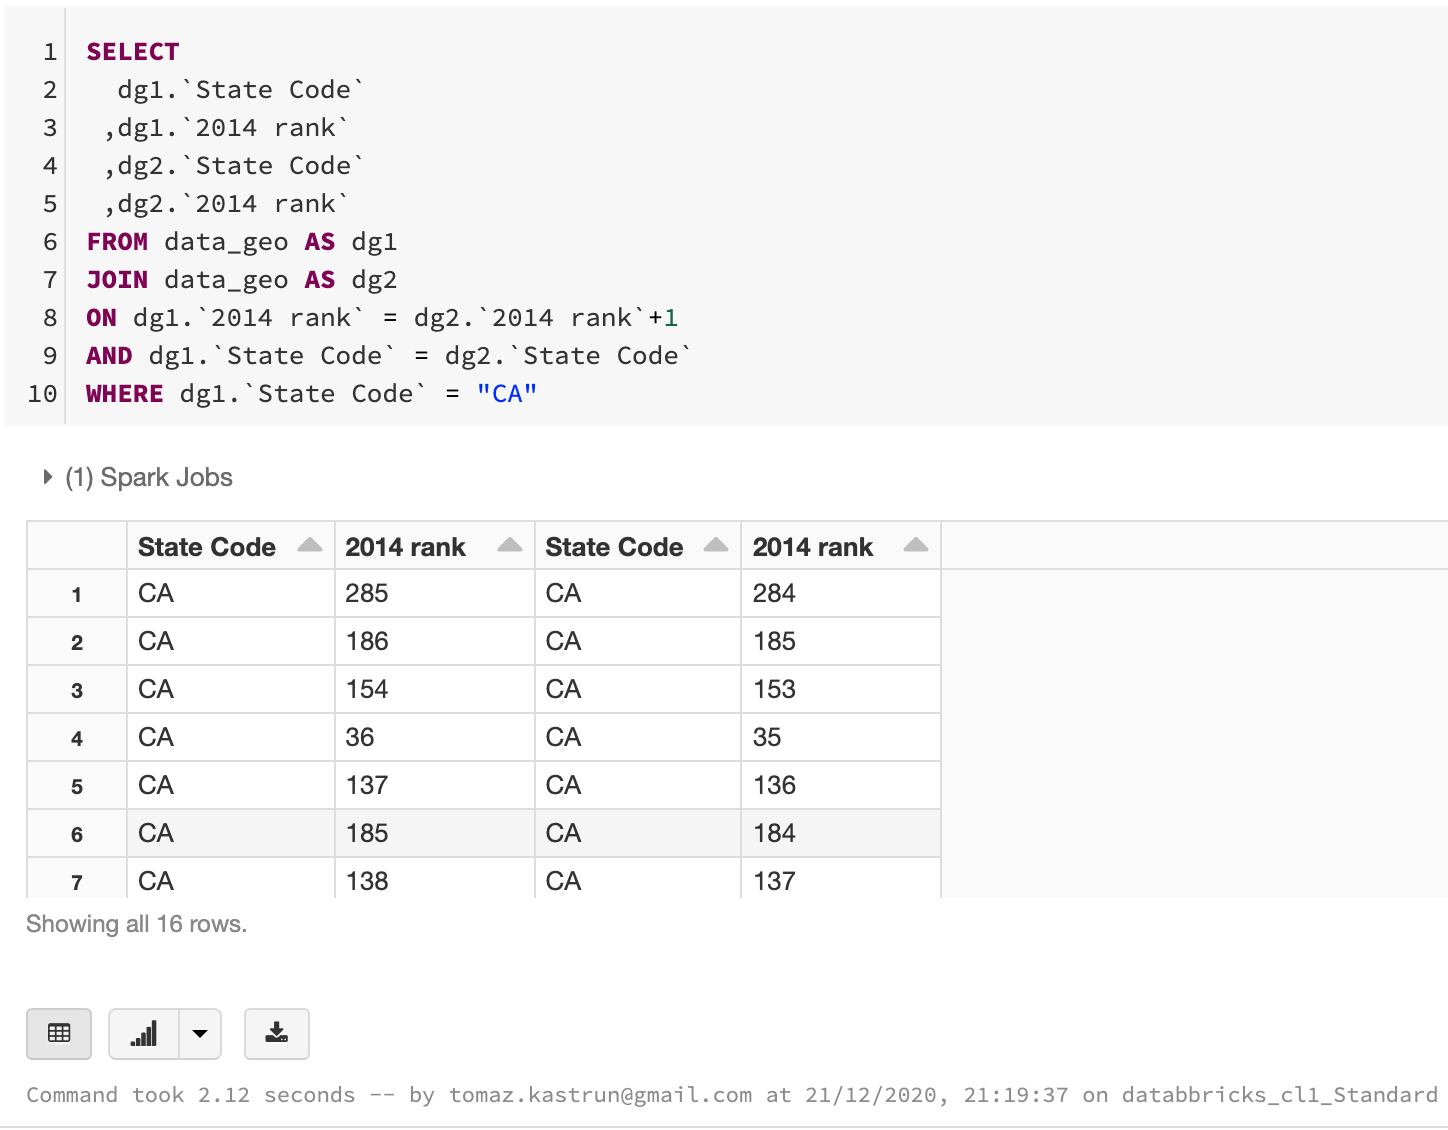 1 SELECT
2 dg1.`State Code`
3 ,dg1.`2014 rank`
4 ,dg2.`State Code`
5 ,dg2.`2014 rank`
6 FROM data_geo AS dg1
7 JOIN data_geo AS dg2
8 ON dg1.`2014 rank` = dg2.`2014 rank`+1
9 AND dg1.`State Code` = dg2.`State Code`
10 WHERE dg1.`State Code` = "CA"
(1) Spark Jobs
State Code 2014 rank State Code 2014 rank
1 CA 285 CA 284
2 CA 186 CA 185
3 CA 154 CA 153
4 CA 36 CA 35
5 CA 137 CA 136
6 CA 185 CA 184
7 CA 138 CA 137
Showing all 16 rows.
Command took 2.12 seconds -- by tomaz.kastrun@gmail.com at 21/12/2020, 21:19:37 on databbricks_cl1_Standard